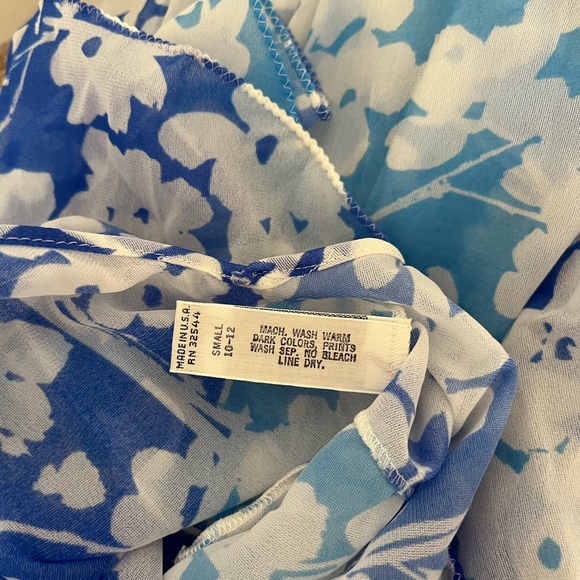 MADE IN U.S.A.
RN 32544
SMALL
10-12
MACH. WASH WARM
DARK COLORS, PRINTS
WASH SEP. NO BLEACH
LINE DRY.